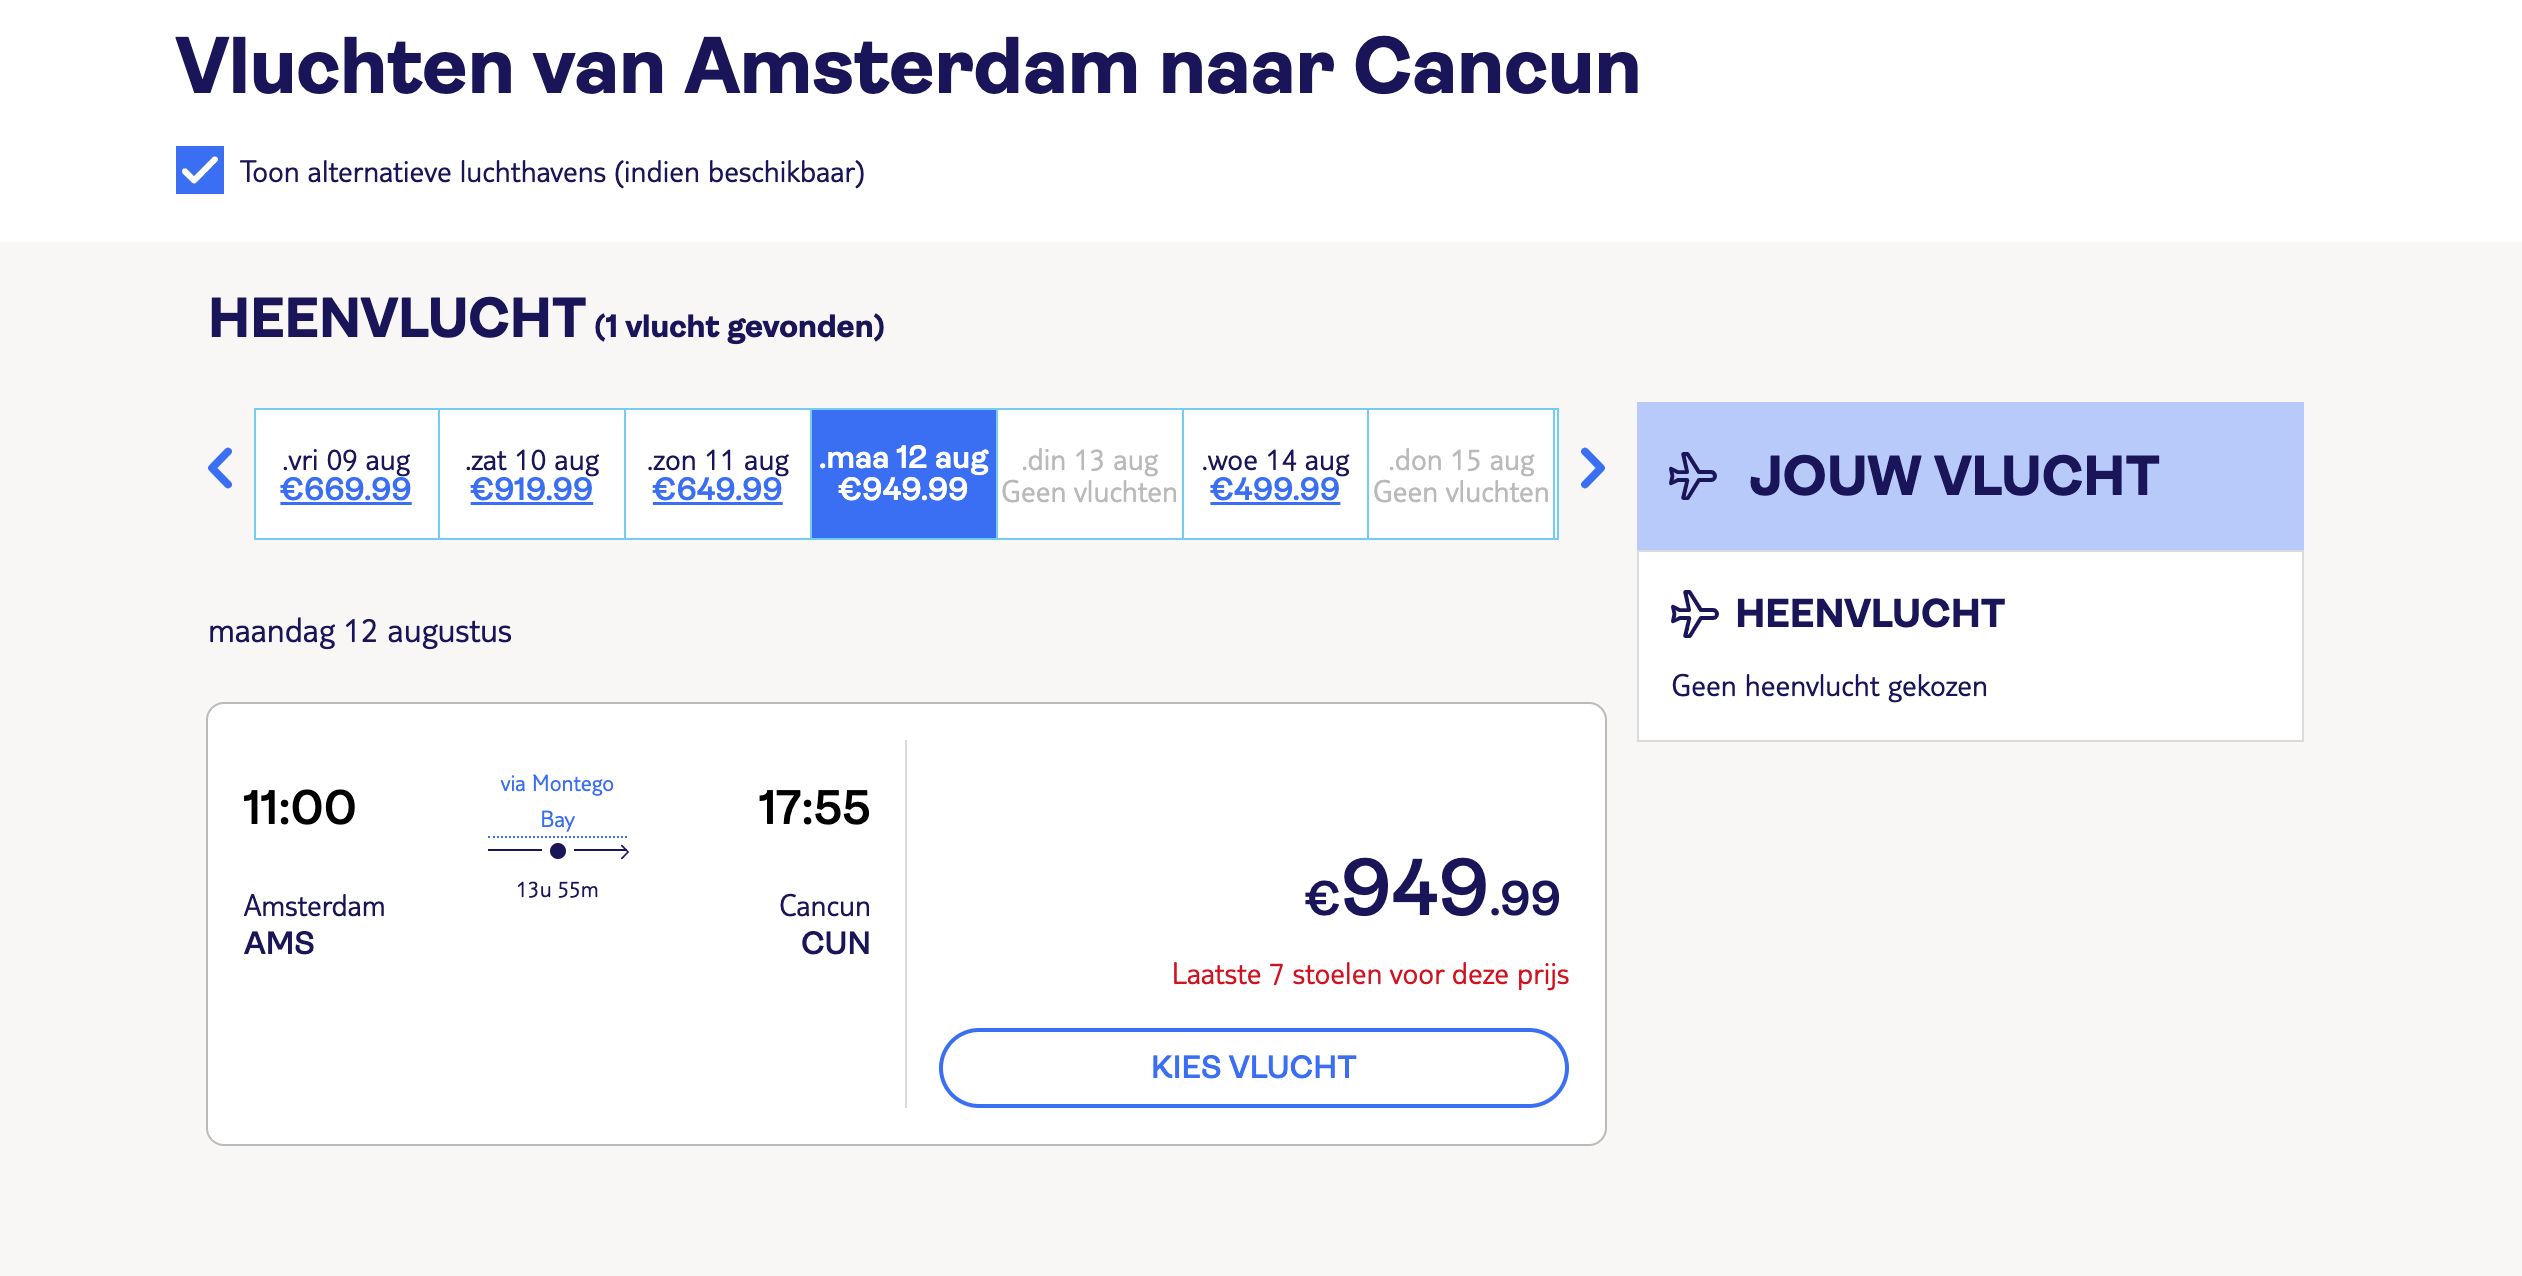 Vluchten van Amsterdam naar Cancun
Toon alternatieve luchthavens (indien beschikbaar)
HEENVLUCHT (1 vlucht gevonden)
.vri 09 aug
€669.99
.zat 10 aug
€919.99
.zon 11 aug
€649.99
.maa 12 aug
€949.99
.din 13 aug
Geen vluchten
.woe 14 aug
€499.99
.don 15 aug
Geen vluchten
JOUW VLUCHT
HEENVLUCHT
Geen heenvlucht gekozen
maandag 12 augustus
11:00
via Montego
Bay
13u 55m
17:55
Amsterdam
AMS
Cancun
CUN
€949.99
Laatste 7 stoelen voor deze prijs
KIES VLUCHT